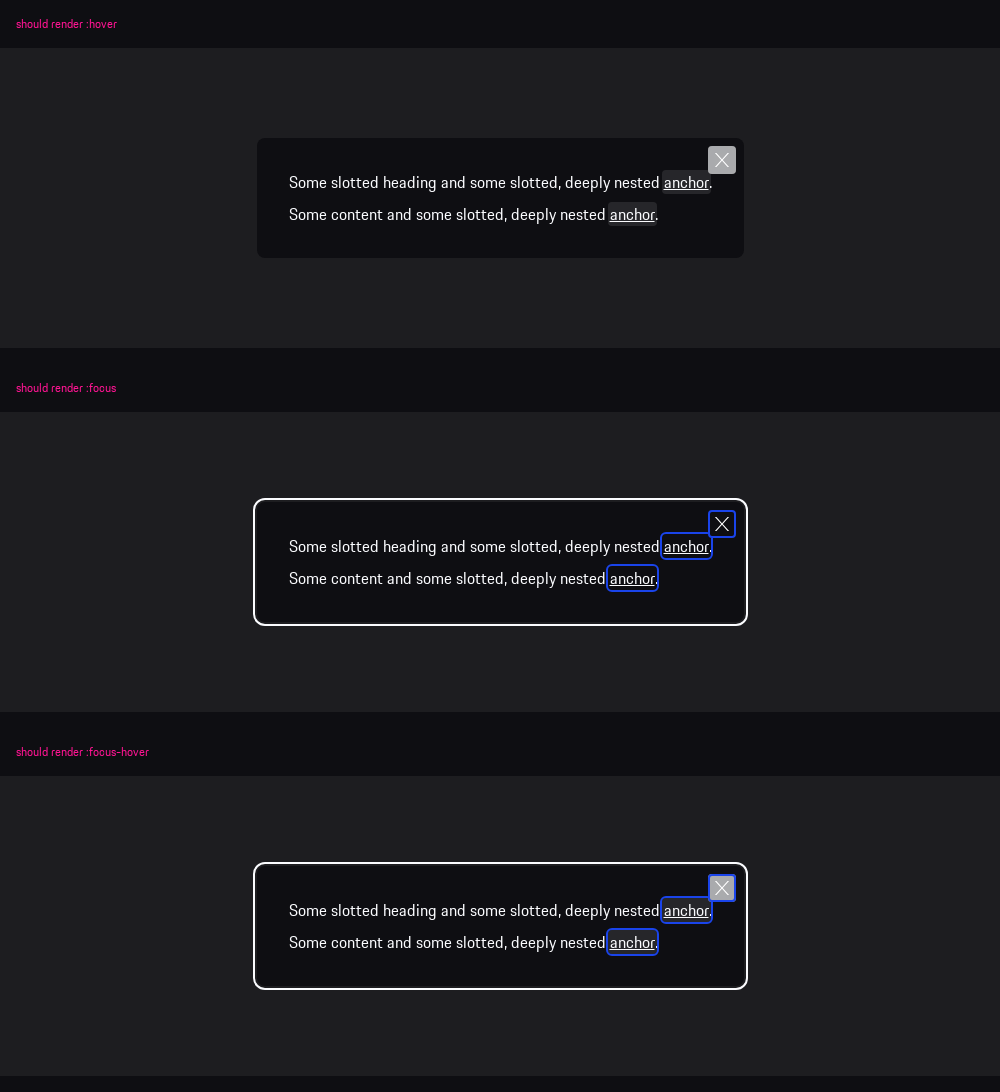 should render :hover
Some slotted heading and some slotted, deeply nested anchor.
Some content and some slotted, deeply nested anchor.
should render :focus
Some slotted heading and some slotted, deeply nested anchor.
Some content and some slotted, deeply nested anchor.
should render :focus-hover
Some slotted heading and some slotted, deeply nested anchor.
Some content and some slotted, deeply nested anchor.